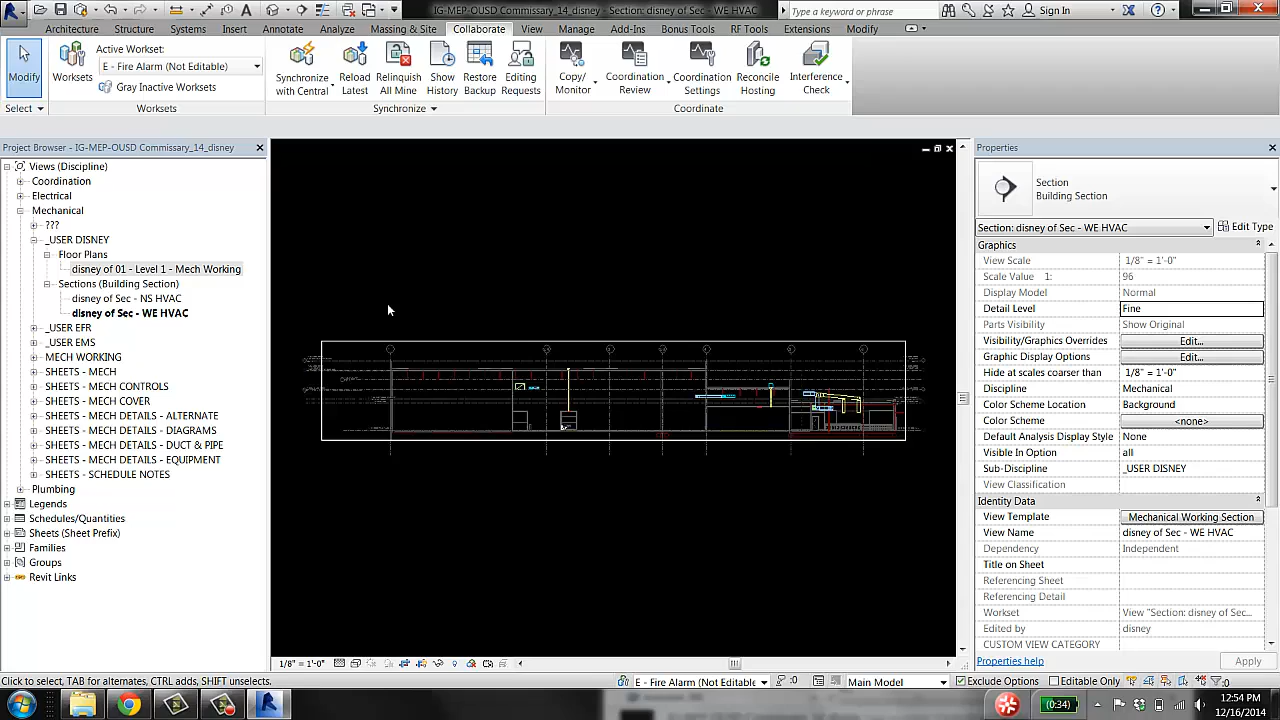 IG-MEP-OUSD Commissary_14_disney - Section: disney of Sec - WE HVAC
Type a keyword or phrase
Sign In
Architecture Structure Systems Insert Annotate Analyze Massing & Site Collaborate View Manage Add-Ins Bonus Tools RF Tools Extensions Modify
Modify
Select
Worksets
Active Workset:
E - Fire Alarm (Not Editable)
Gray Inactive Worksets
Worksets
Synchronize with Central
Reload Latest
Relinquish All Mine
Show History
Restore Backup
Editing Requests
Synchronize
Copy/ Monitor
Coordination Review
Coordination Settings
Reconcile Hosting
Interference Check
Coordinate
Project Browser - IG-MEP-OUSD Commissary_14_disney
Views (Discipline)
Coordination
Electrical
Mechanical
???
_USER DISNEY
Floor Plans
disney of 01 - Level 1 - Mech Working
Sections (Building Section)
disney of Sec - NS HVAC
disney of Sec - WE HVAC
_USER EFR
_USER EMS
MECH WORKING
SHEETS - MECH
SHEETS - MECH CONTROLS
SHEETS - MECH COVER
SHEETS - MECH DETAILS - ALTERNATE
SHEETS - MECH DETAILS - DIAGRAMS
SHEETS - MECH DETAILS - DUCT & PIPE
SHEETS - MECH DETAILS - EQUIPMENT
SHEETS - SCHEDULE NOTES
Plumbing
Legends
Schedules/Quantities
Sheets (Sheet Prefix)
Families
Groups
Revit Links
Properties
Section
Building Section
Section: disney of Sec - WE HVAC
Edit Type
Graphics
View Scale 1/8" = 1'-0"
Scale Value 1: 96
Display Model Normal
Detail Level Fine
Parts Visibility Show Original
Visibility/Graphics Overrides Edit...
Graphic Display Options Edit...
Hide at scales coarser than 1/8" = 1'-0"
Discipline Mechanical
Color Scheme Location Background
Color Scheme <none>
Default Analysis Display Style None
Visible In Option all
Sub-Discipline _USER DISNEY
View Classification
Identity Data
View Template Mechanical Working Section
View Name disney of Sec - WE HVAC
Dependency Independent
Title on Sheet
Referencing Sheet
Referencing Detail
Workset View "Section: disney of Sec...
Edited by disney
CUSTOM VIEW CATEGORY
Properties help
Apply
1/8" = 1'-0"
Click to select, TAB for alternates, CTRL adds, SHIFT unselects.
E - Fire Alarm (Not Editable
:0
Main Model
Exclude Options
Editable Only
:0
(0:34)
12:54 PM
12/16/2014